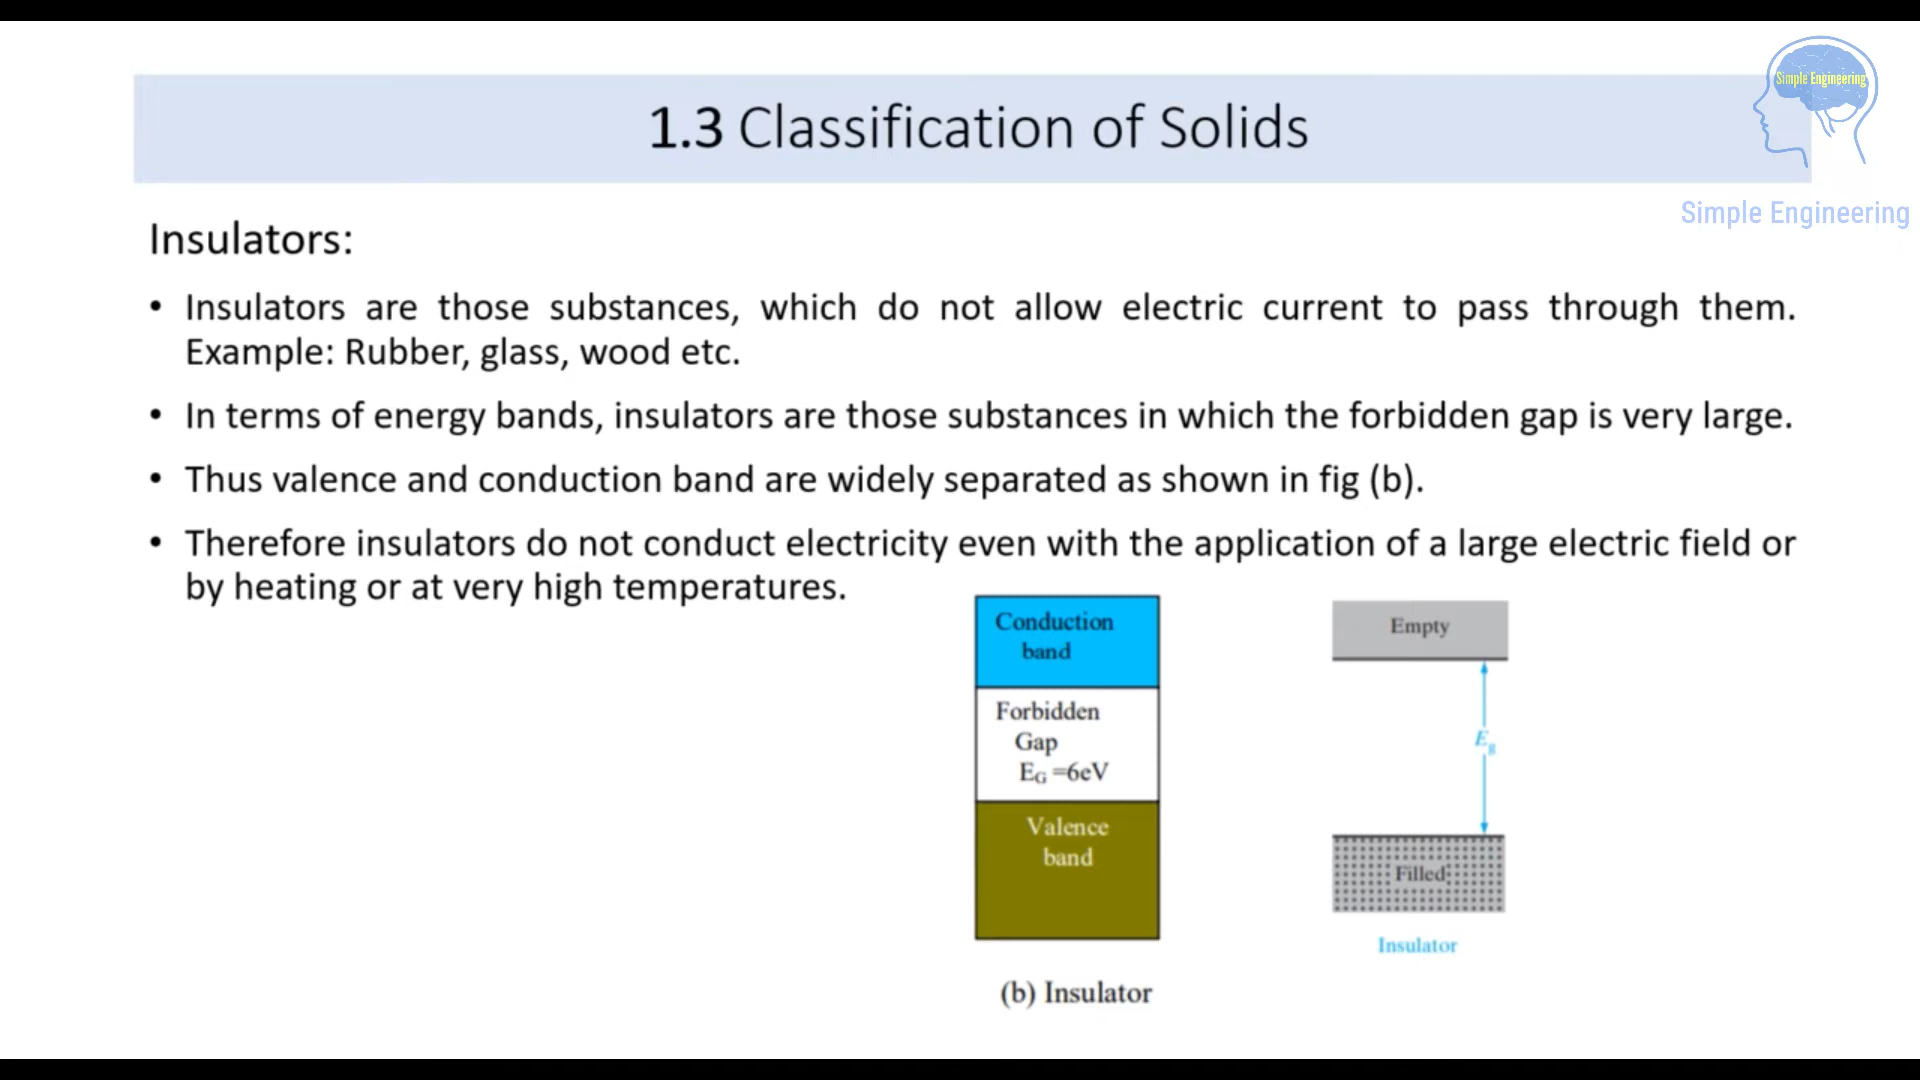 Simple Engineering
1.3 Classification of Solids
Simple Engineering
Insulators:
• Insulators are those substances, which do not allow electric current to pass through them.
Example: Rubber, glass, wood etc.
• In terms of energy bands, insulators are those substances in which the forbidden gap is very large.
• Thus valence and conduction band are widely separated as shown in fig (b).
• Therefore insulators do not conduct electricity even with the application of a large electric field or
by heating or at very high temperatures.
Conduction
band
Forbidden
Gap
EG =6eV
Valence
band
(b) Insulator
Empty
Eg
Filled
Insulator